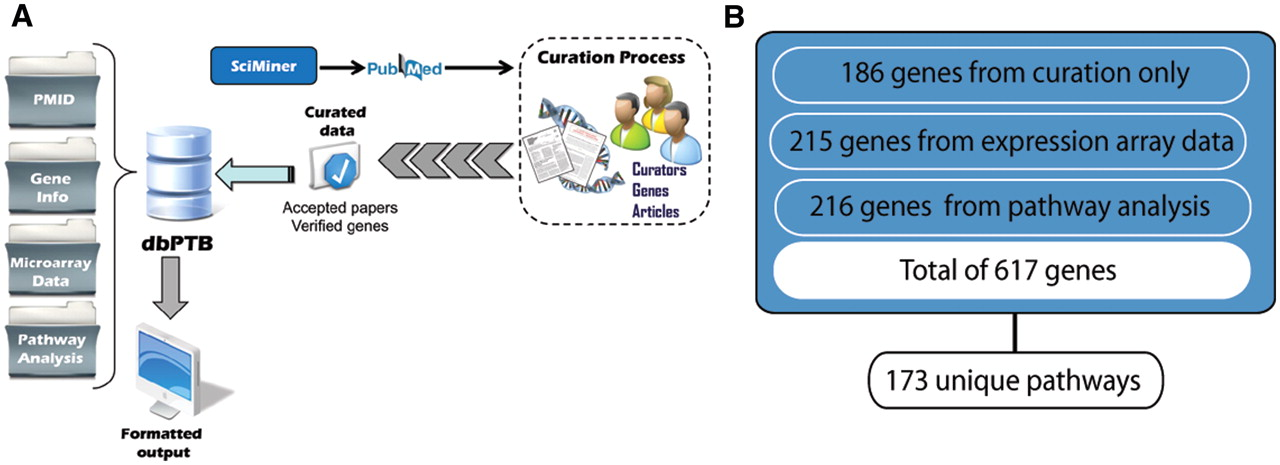 A
PMID
Gene
Info
Microarray
Data
Pathway
Analysis
dbPTB
Formatted
output
SciMiner
PubMed
Curated
data
Accepted papers
Verified genes
Curation Process
Curators
Genes
Articles
B
186 genes from curation only
215 genes from expression array data
216 genes from pathway analysis
Total of 617 genes
173 unique pathways